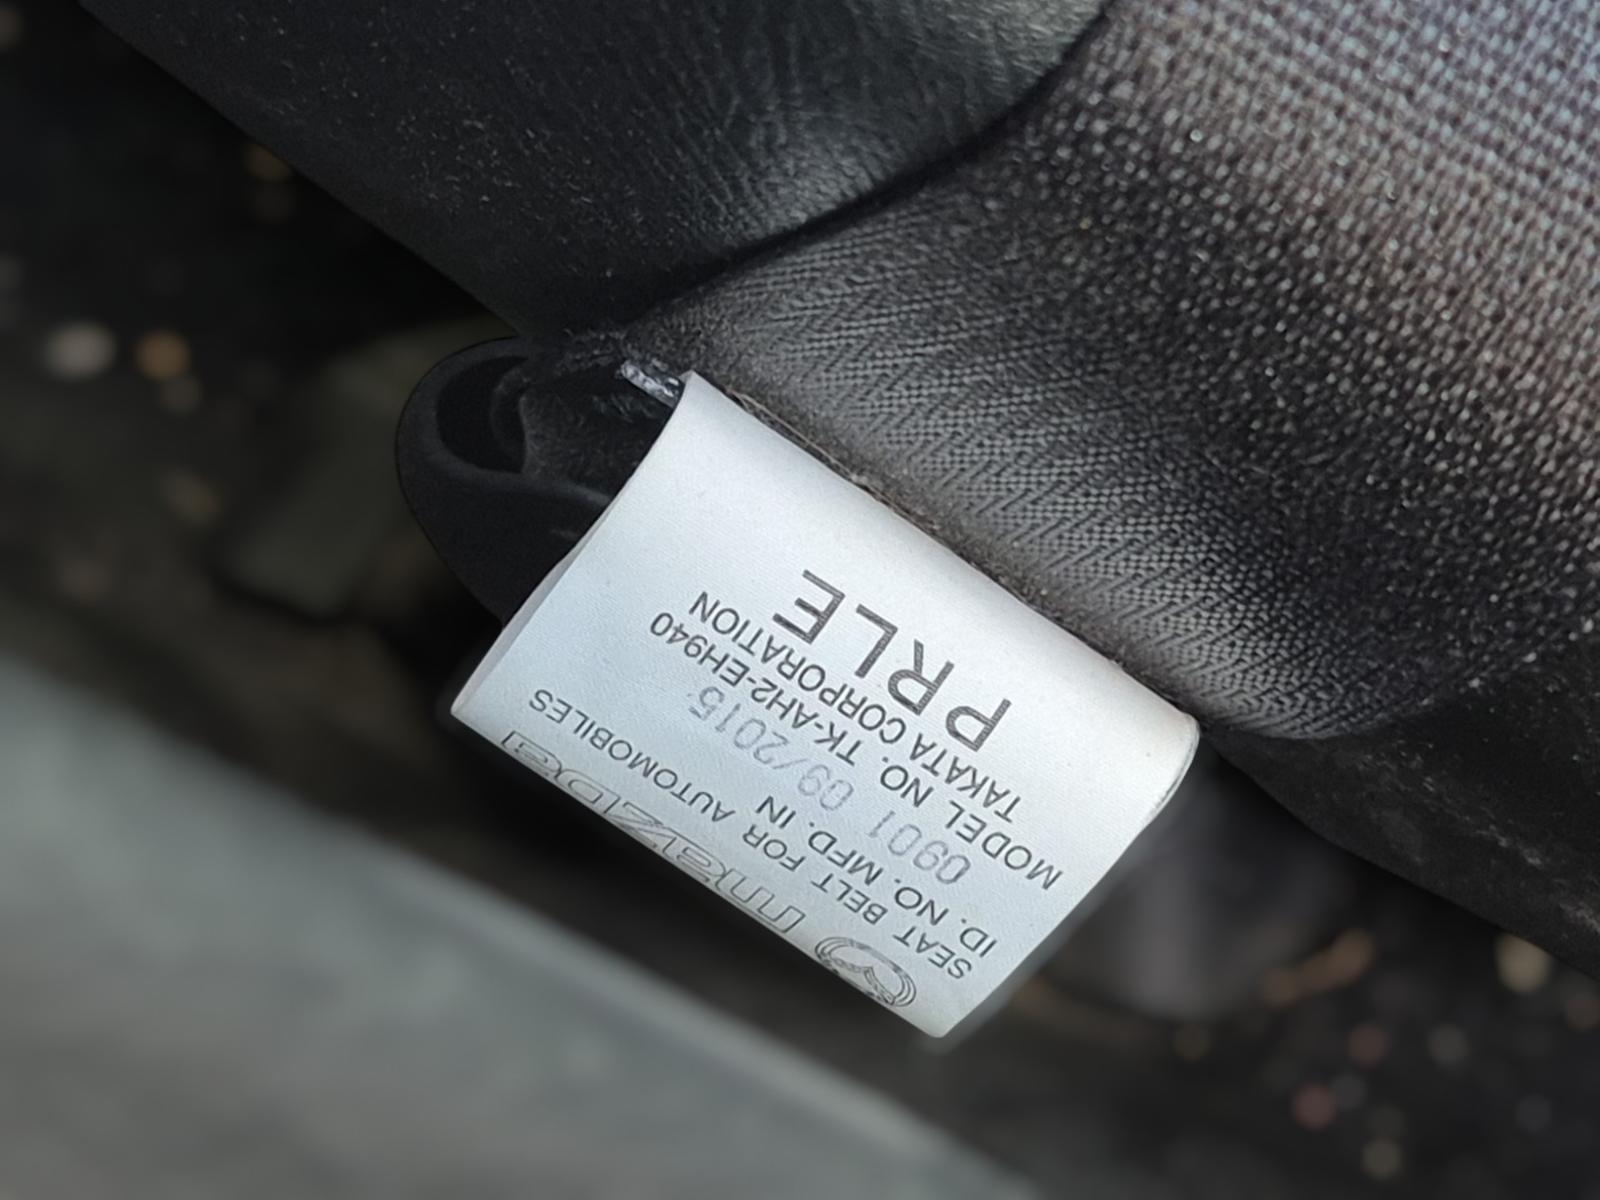 mazda
SEAT BELT FOR AUTOMOBILES
ID. NO. MFD. IN
0901 09/2015
MODEL NO. TK-AH2-EH940
TAKATA CORPORATION
PRLE